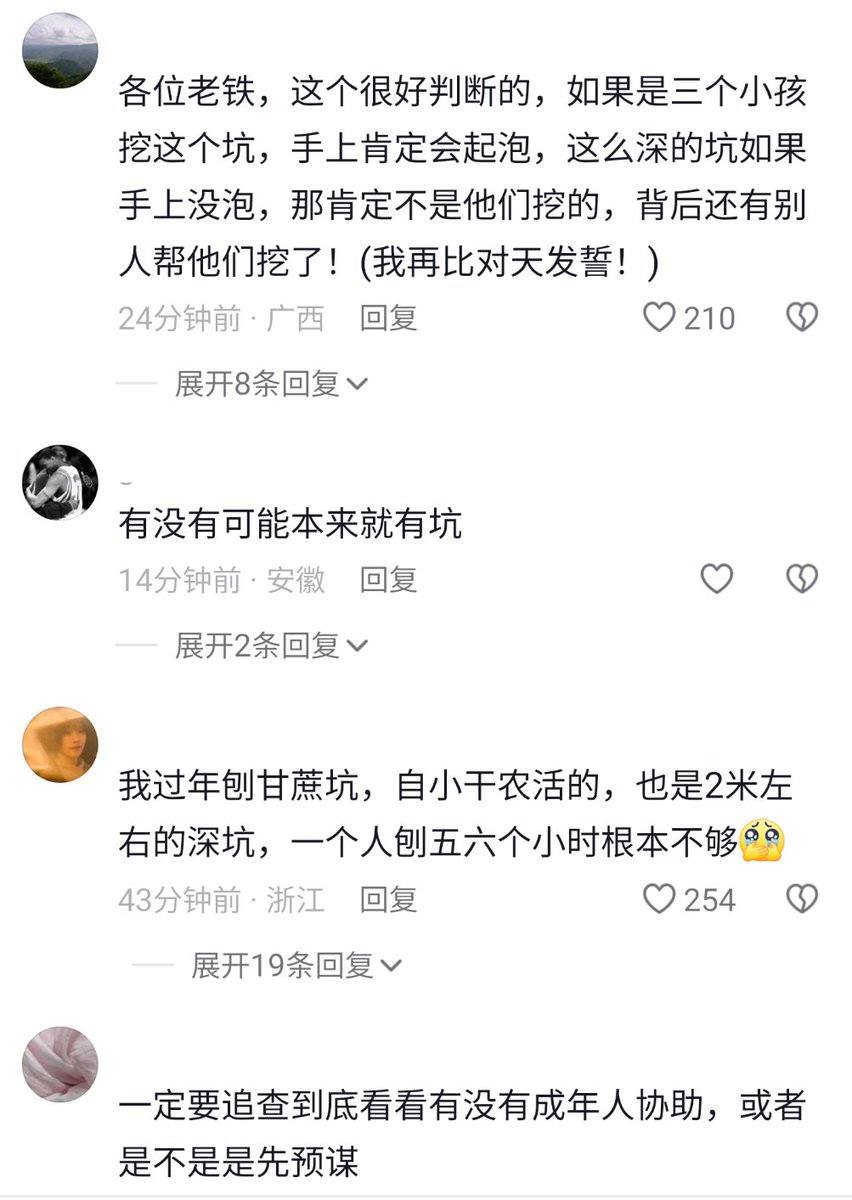 各位老铁，这个很好判断的，如果是三个小孩
挖这个坑，手上肯定会起泡，这么深的坑如果
手上没泡，那肯定不是他们挖的，背后还有别
人帮他们挖了！(我再比对天发誓！)
24分钟前 · 广西 回复 210
展开8条回复
有没有可能本来就有坑
14分钟前 · 安徽 回复
展开2条回复
我过年刨甘蔗坑，自小干农活的，也是2米左
右的深坑，一个人刨五六个小时根本不够🥹
43分钟前 · 浙江 回复 254
展开19条回复
一定要追查到底看看有没有成年人协助，或者
是不是是先预谋